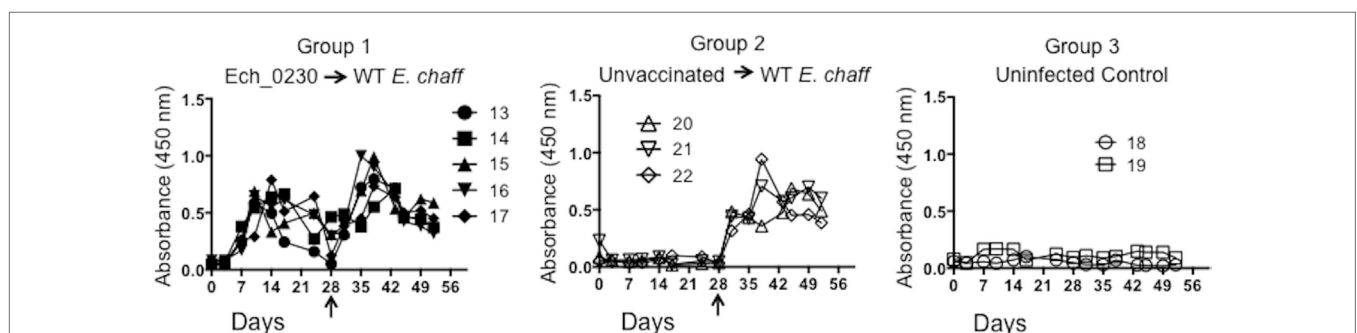 Group 1
Ech_0230 → WT E. chaff
Absorbance (450 nm)
1.5
1.0
0.5
0.0
0 7 14 21 28 35 42 49 56
Days
13
14
15
16
17
Group 2
Unvaccinated → WT E. chaff
Absorbance (450 nm)
1.5
1.0
0.5
0.0
0 7 14 21 28 35 42 49 56
Days
20
21
22
Group 3
Uninfected Control
Absorbance (450 nm)
1.5
1.0
0.5
0.0
0 7 14 21 28 35 42 49 56
Days
18
19